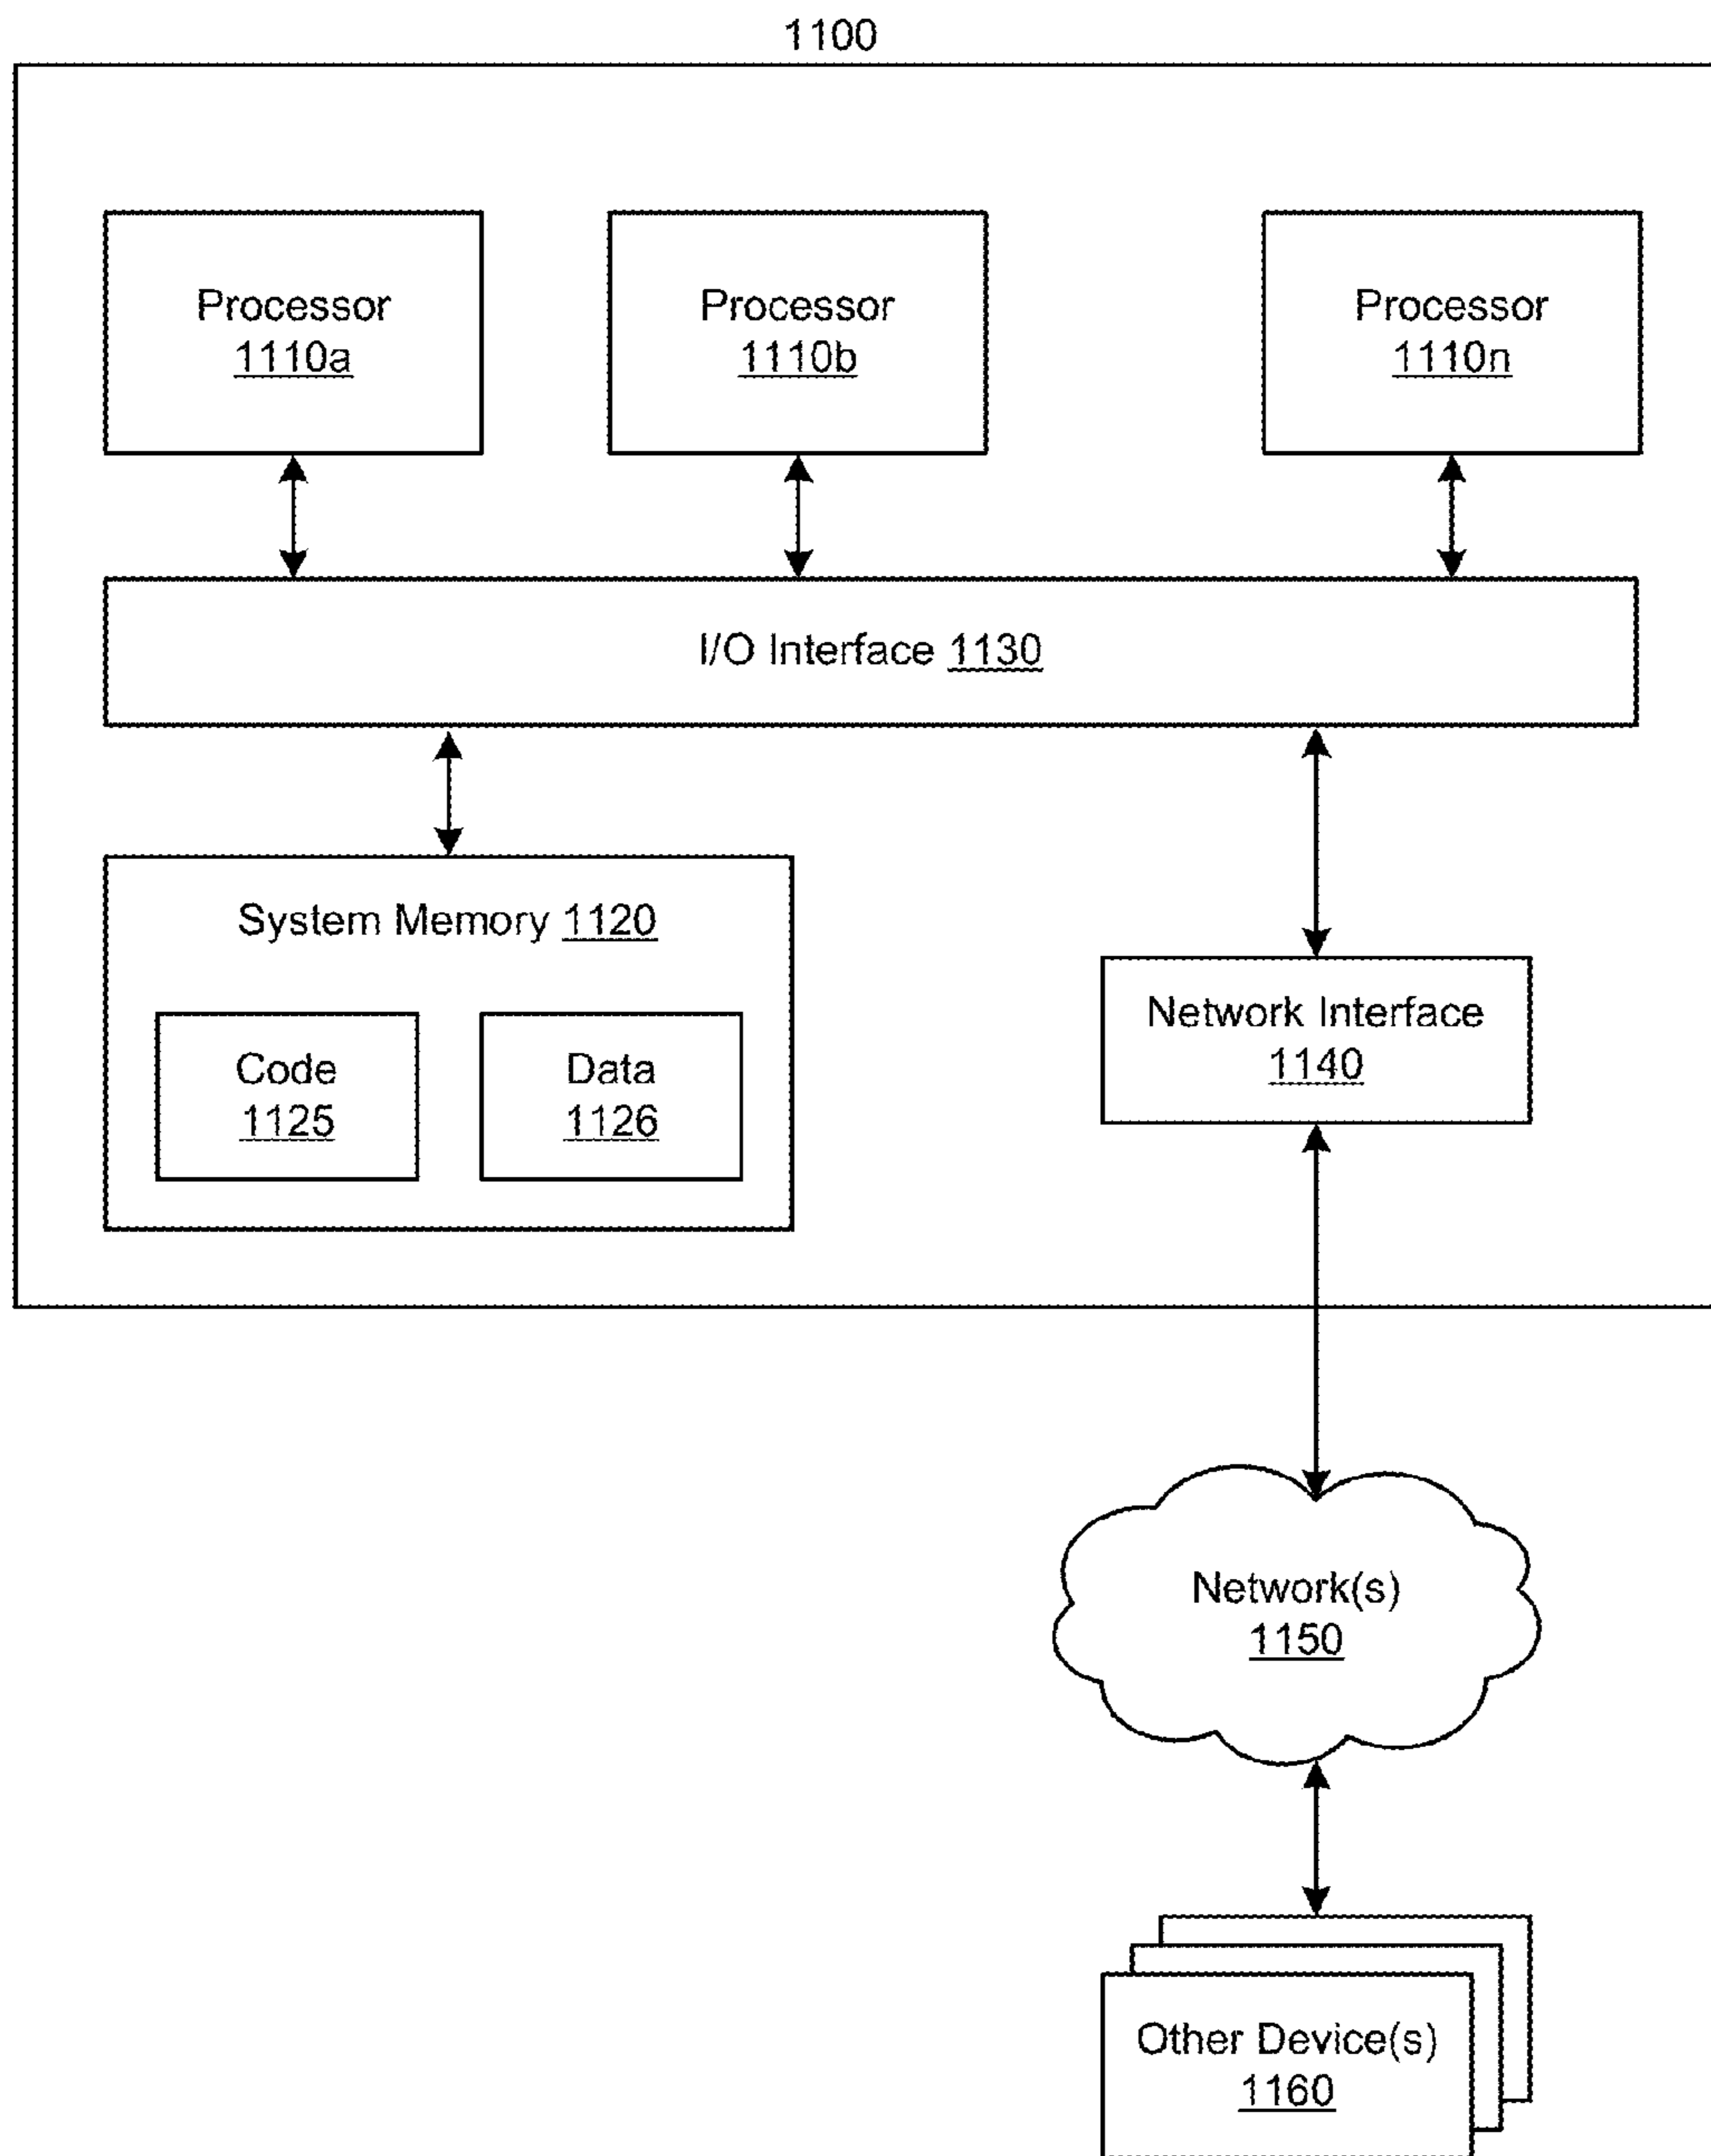 1100
Processor
1110a
Processor
1110b
Processor
1110n
I/O Interface 1130
System Memory 1120
Code
1125
Data
1126
Network Interface
1140
Network(s)
1150
Other Device(s)
1160